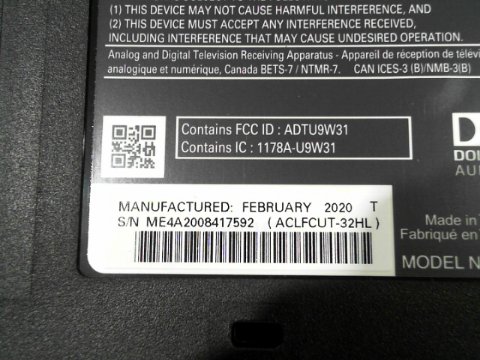 (1) THIS DEVICE MAY NOT CAUSE HARMFUL INTERFERENCE, AND
(2) THIS DEVICE MUST ACCEPT ANY INTERFERENCE RECEIVED,
INCLUDING INTERFERENCE THAT MAY CAUSE UNDESIRED OPERATION.
Analog and Digital Television Receiving Apparatus - Appareil de réception de télévi
analogique et numérique, Canada BETS-7 / NTMR-7. CAN ICES-3 (B)/NMB-3(B)
Contains FCC ID : ADTU9W31
Contains IC : 1178A-U9W31
MANUFACTURED: FEBRUARY 2020 T
S/N ME4A2008417592 (ACLFCUT-32HL)
Made in
Fabriqué en
MODEL N